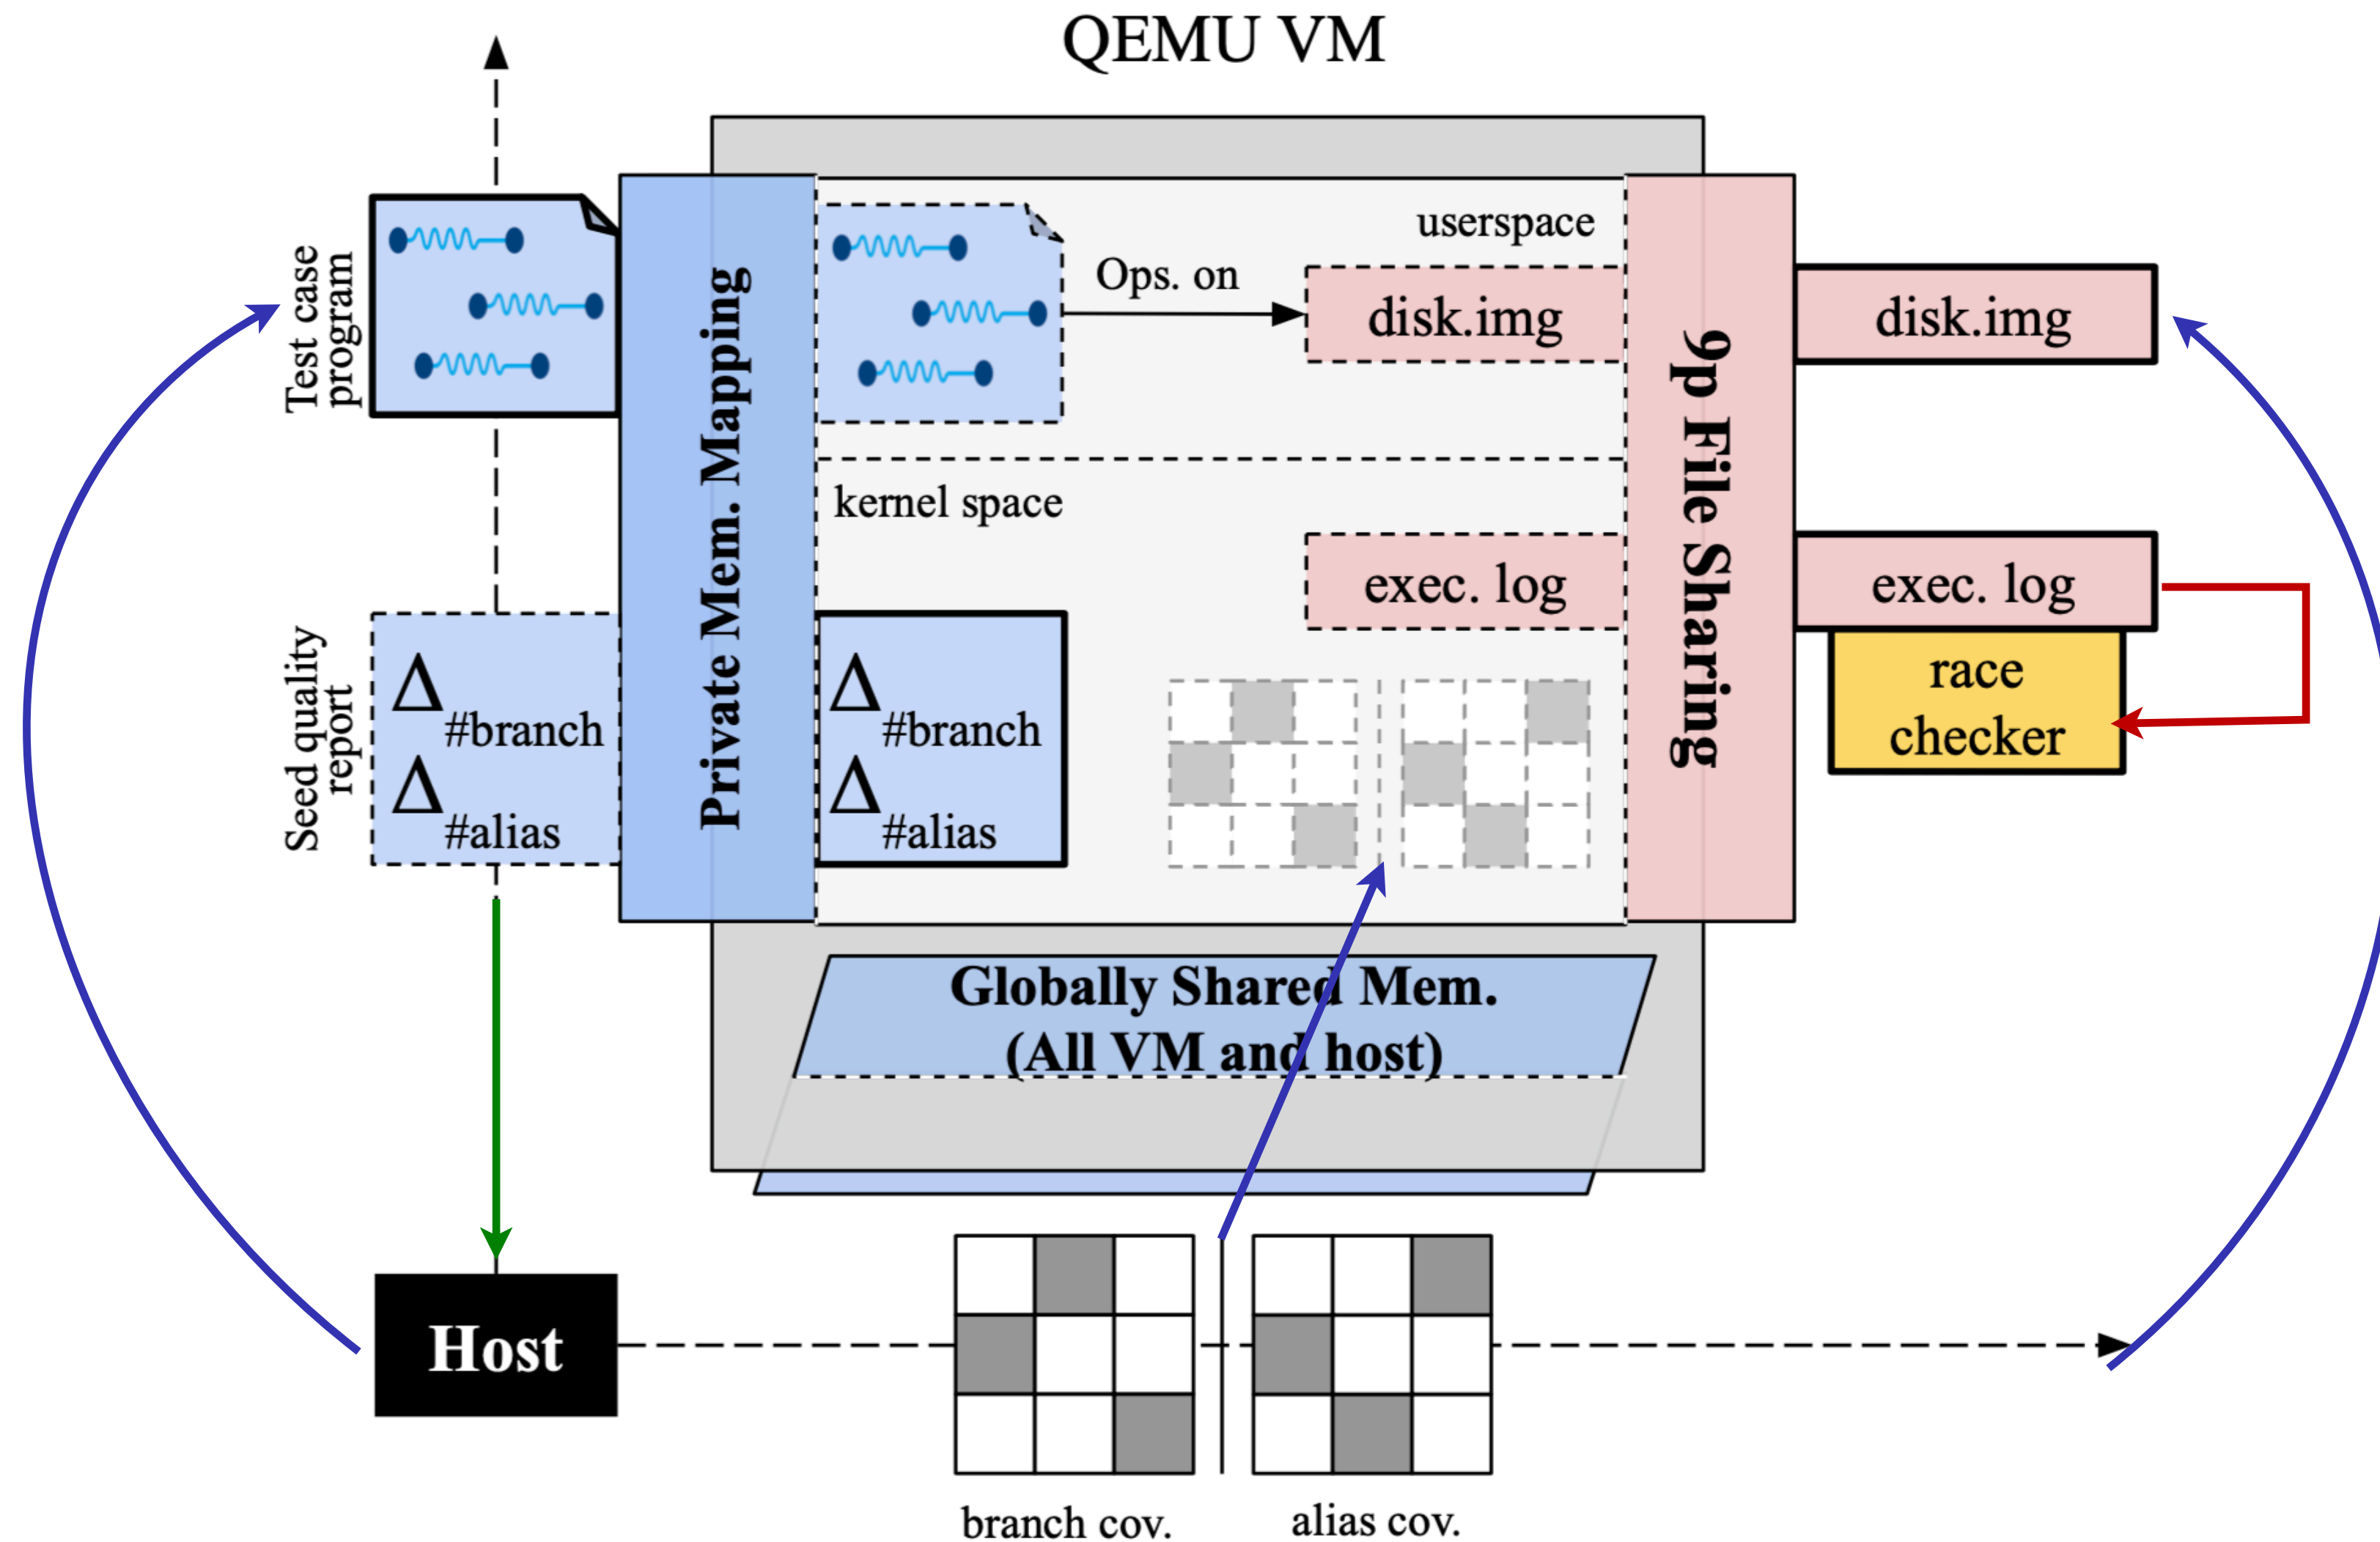 QEMU VM
Test case
program
Private Mem. Mapping
userspace
Ops. on
disk.img
disk.img
9p File Sharing
kernel space
exec. log
exec. log
race
checker
Seed quality
report
Δ#branch
Δ#alias
Δ#branch
Δ#alias
Globally Shared Mem.
(All VM and host)
Host
branch cov.
alias cov.